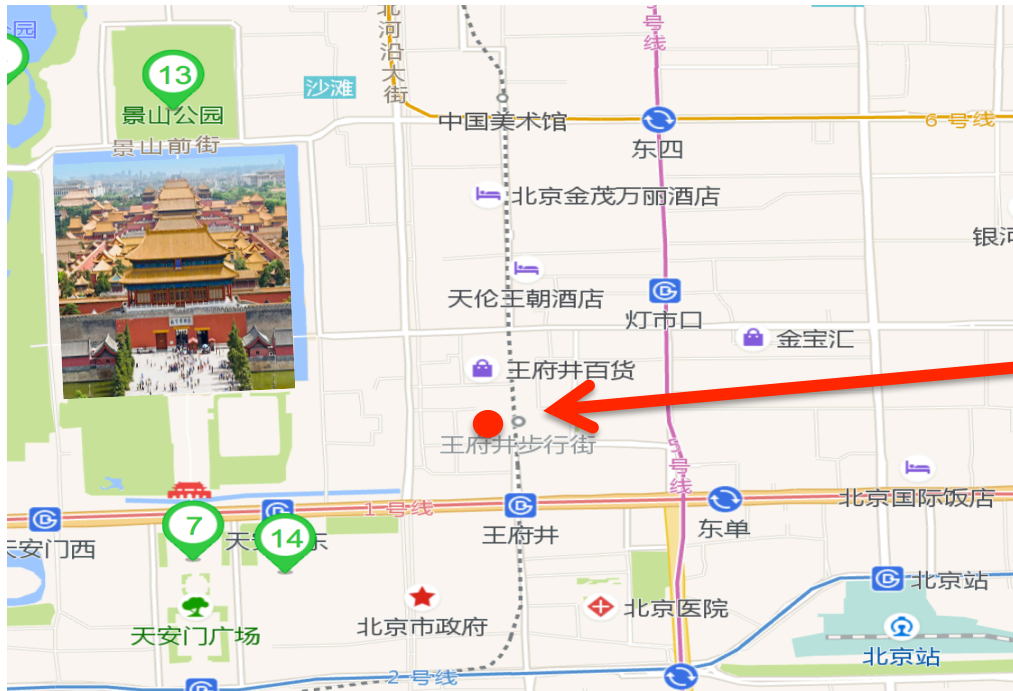 公园
北河沿大街
5号线
13
沙滩
景山公园
中国美术馆
6 号线
景山前街
东四
北京金茂万丽酒店
银河
天伦王朝酒店
灯市口
金宝汇
王府井百货
王府井步行街
5号线
1 号线
北京国际饭店
7
14
王府井
东单
天安门西
天
东
北京站
北京市政府
北京医院
天安门广场
北京站
2 号线